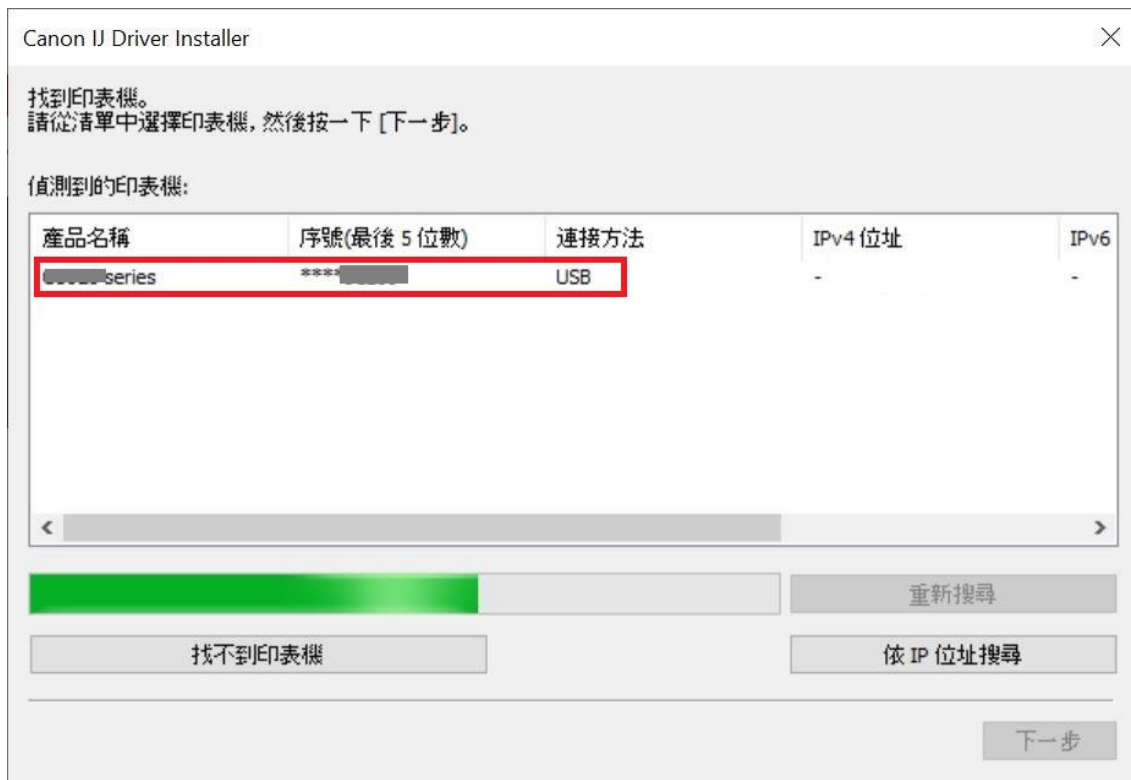 Canon IJ Driver Installer
找到印表機。
請從清單中選擇印表機, 然後按一下 [下一步]。
偵測到的印表機:
產品名稱 序號(最後 5 位數) 連接方法 IPv4 位址 IPv6
series **** USB - -
重新搜尋
找不到印表機 依 IP 位址搜尋
下一步